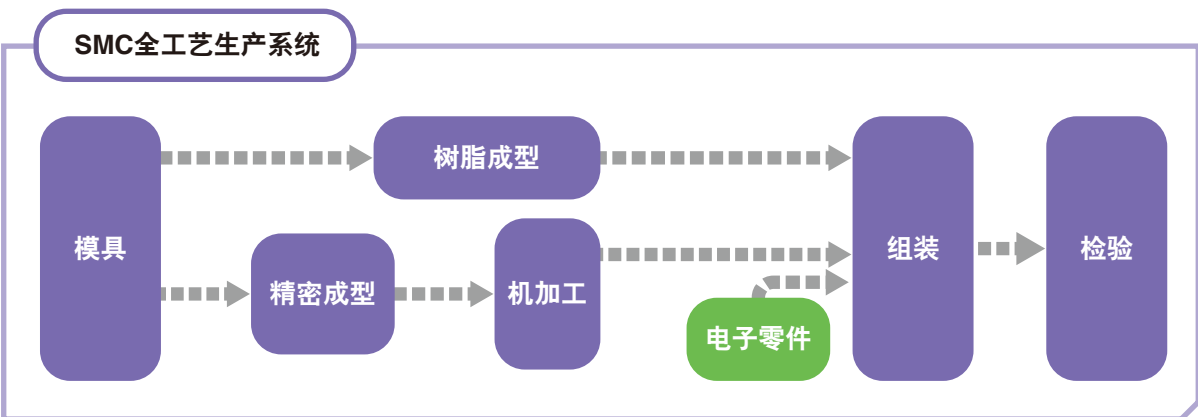 SMC全工艺生产系统
模具
树脂成型
精密成型
机加工
电子零件
组装
检验